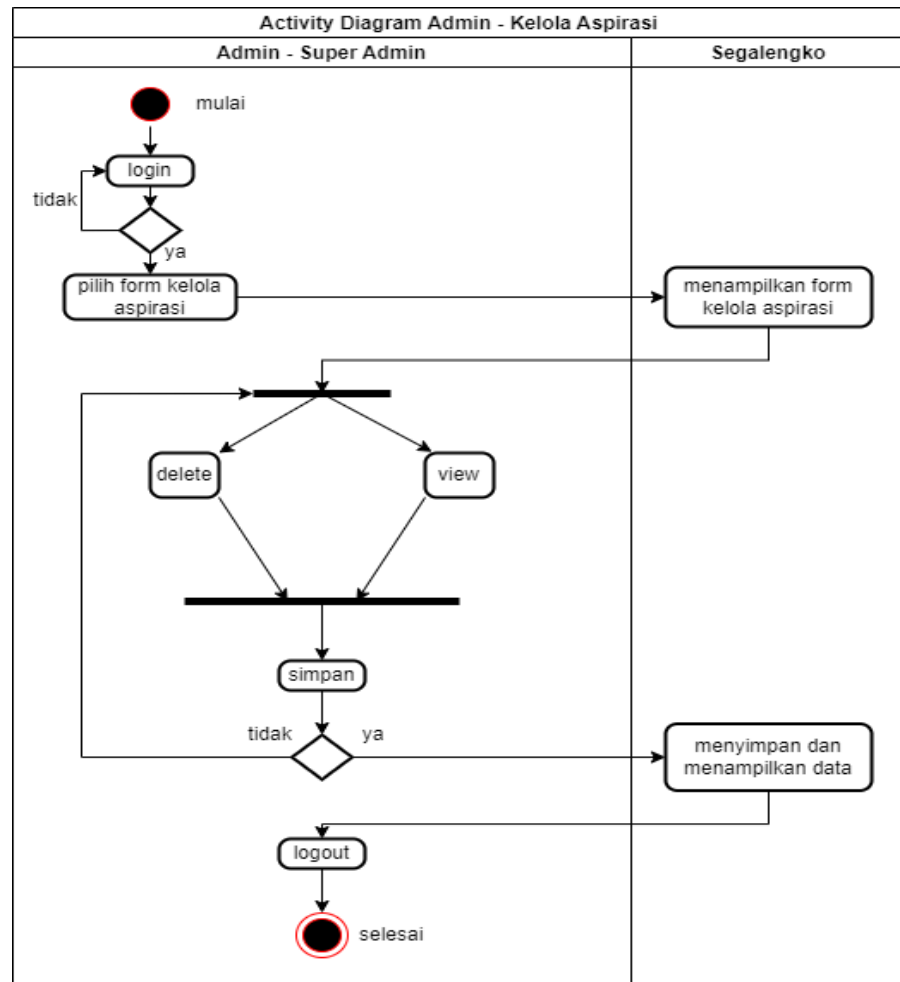 Activity Diagram Admin - Kelola Aspirasi
Admin - Super Admin
Segalengko
mulai
login
tidak
ya
pilih form kelola
aspirasi
menampilkan form
kelola aspirasi
delete
view
simpan
tidak
ya
menyimpan dan
menampilkan data
logout
selesai